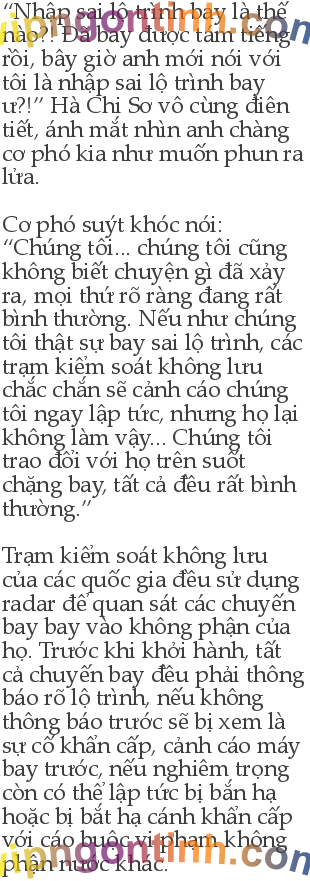 “Nhập sai lộ trình bay là thế
nào?! Đã bay được tám tiếng
rồi, bây giờ anh mới nói với
tôi là nhập sai lộ trình bay
ư?!” Hà Chi Sơ vô cùng điên
tiết, ánh mắt nhìn anh chàng
cơ phó kia như muốn phun ra
lửa.
Cơ phó suýt khóc nói:
“Chúng tôi... chúng tôi cũng
không biết chuyện gì đã xảy
ra, mọi thứ rõ ràng đang rất
bình thường. Nếu như chúng
tôi thật sự bay sai lộ trình, các
trạm kiểm soát không lưu
chắc chắn sẽ cảnh cáo chúng
tôi ngay lập tức, nhưng họ lại
không làm vậy... Chúng tôi
trao đổi với họ trên suốt
chặng bay, tất cả đều rất bình
thường.”
Trạm kiểm soát không lưu
của các quốc gia đều sử dụng
radar để quan sát các chuyến
bay bay vào không phận của
họ. Trước khi khởi hành, tất
cả chuyến bay đều phải thông
báo rõ lộ trình, nếu không
thông báo trước sẽ bị xem là
sự cố khẩn cấp, cảnh cáo máy
bay trước, nếu nghiêm trọng
còn có thể lập tức bị bắn hạ
hoặc bị bắt hạ cánh khẩn cấp
với cáo buộc vi phạm không
phận nước khác.
vipngontinh.com
vipngontinh.com